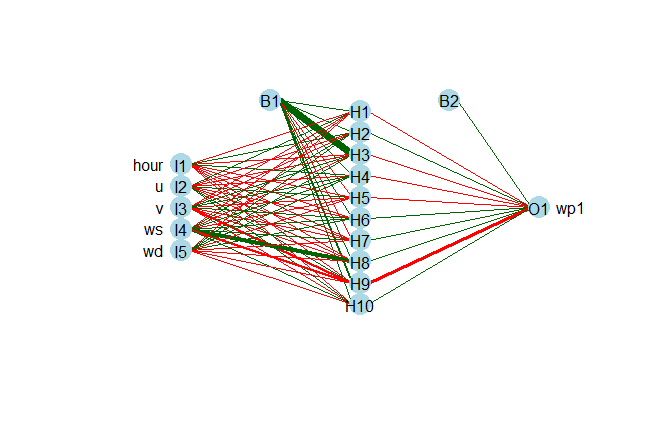 B1
B2
H1
H2
H3
hour I1
H4
u I2
H5
v I3
O1 wp1
H6
ws I4
H7
wd I5
H8
H9
H10